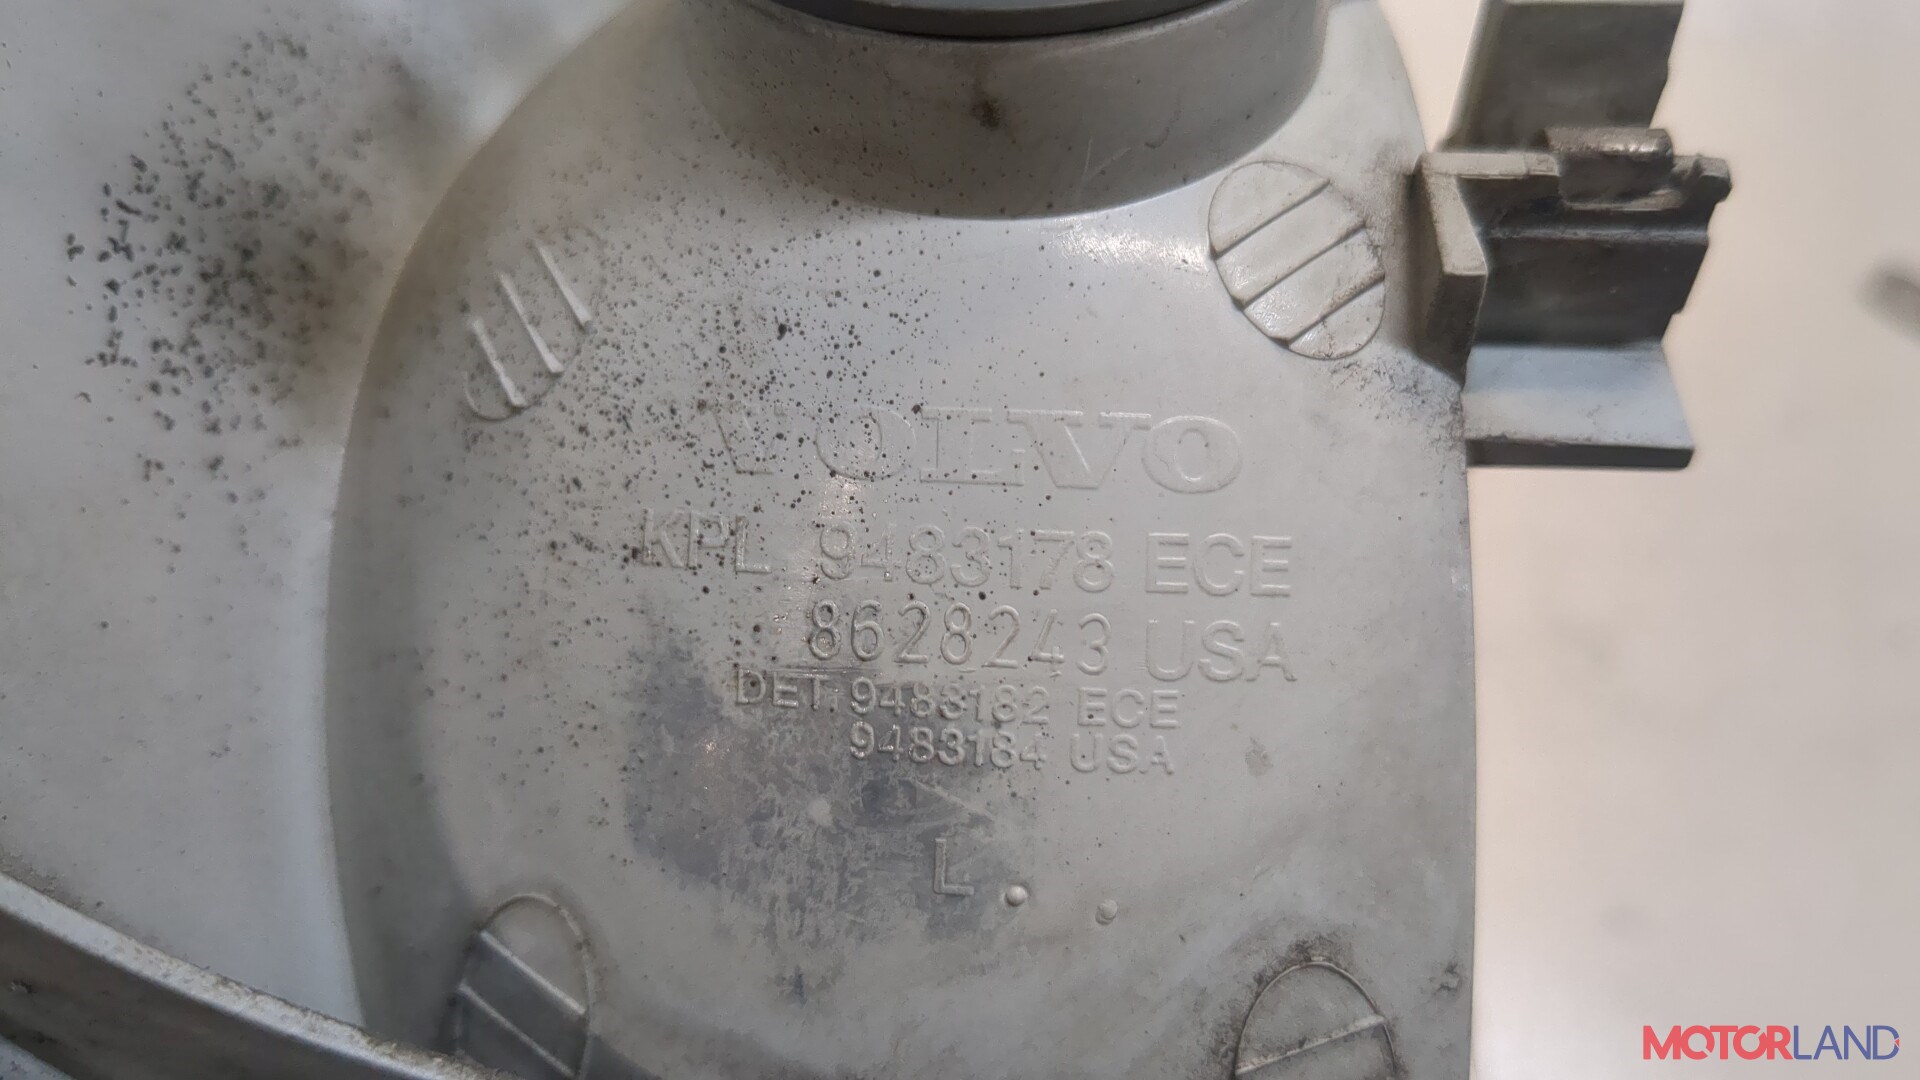 VOLVO
KPL 9483178 ECE
8628243 USA
DET. 9483182 ECE
9483184 USA
L..
MOTORLAND